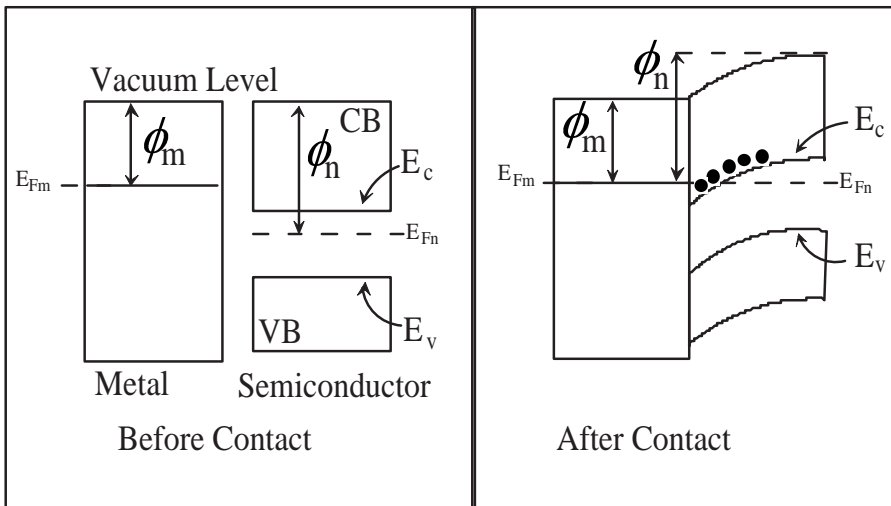 Vacuum Level
ϕm
CB
ϕn
Ec
EFm
EFn
VB
Ev
Metal
Semiconductor
Before Contact
ϕn
ϕm
Ec
EFm
EFn
Ev
After Contact